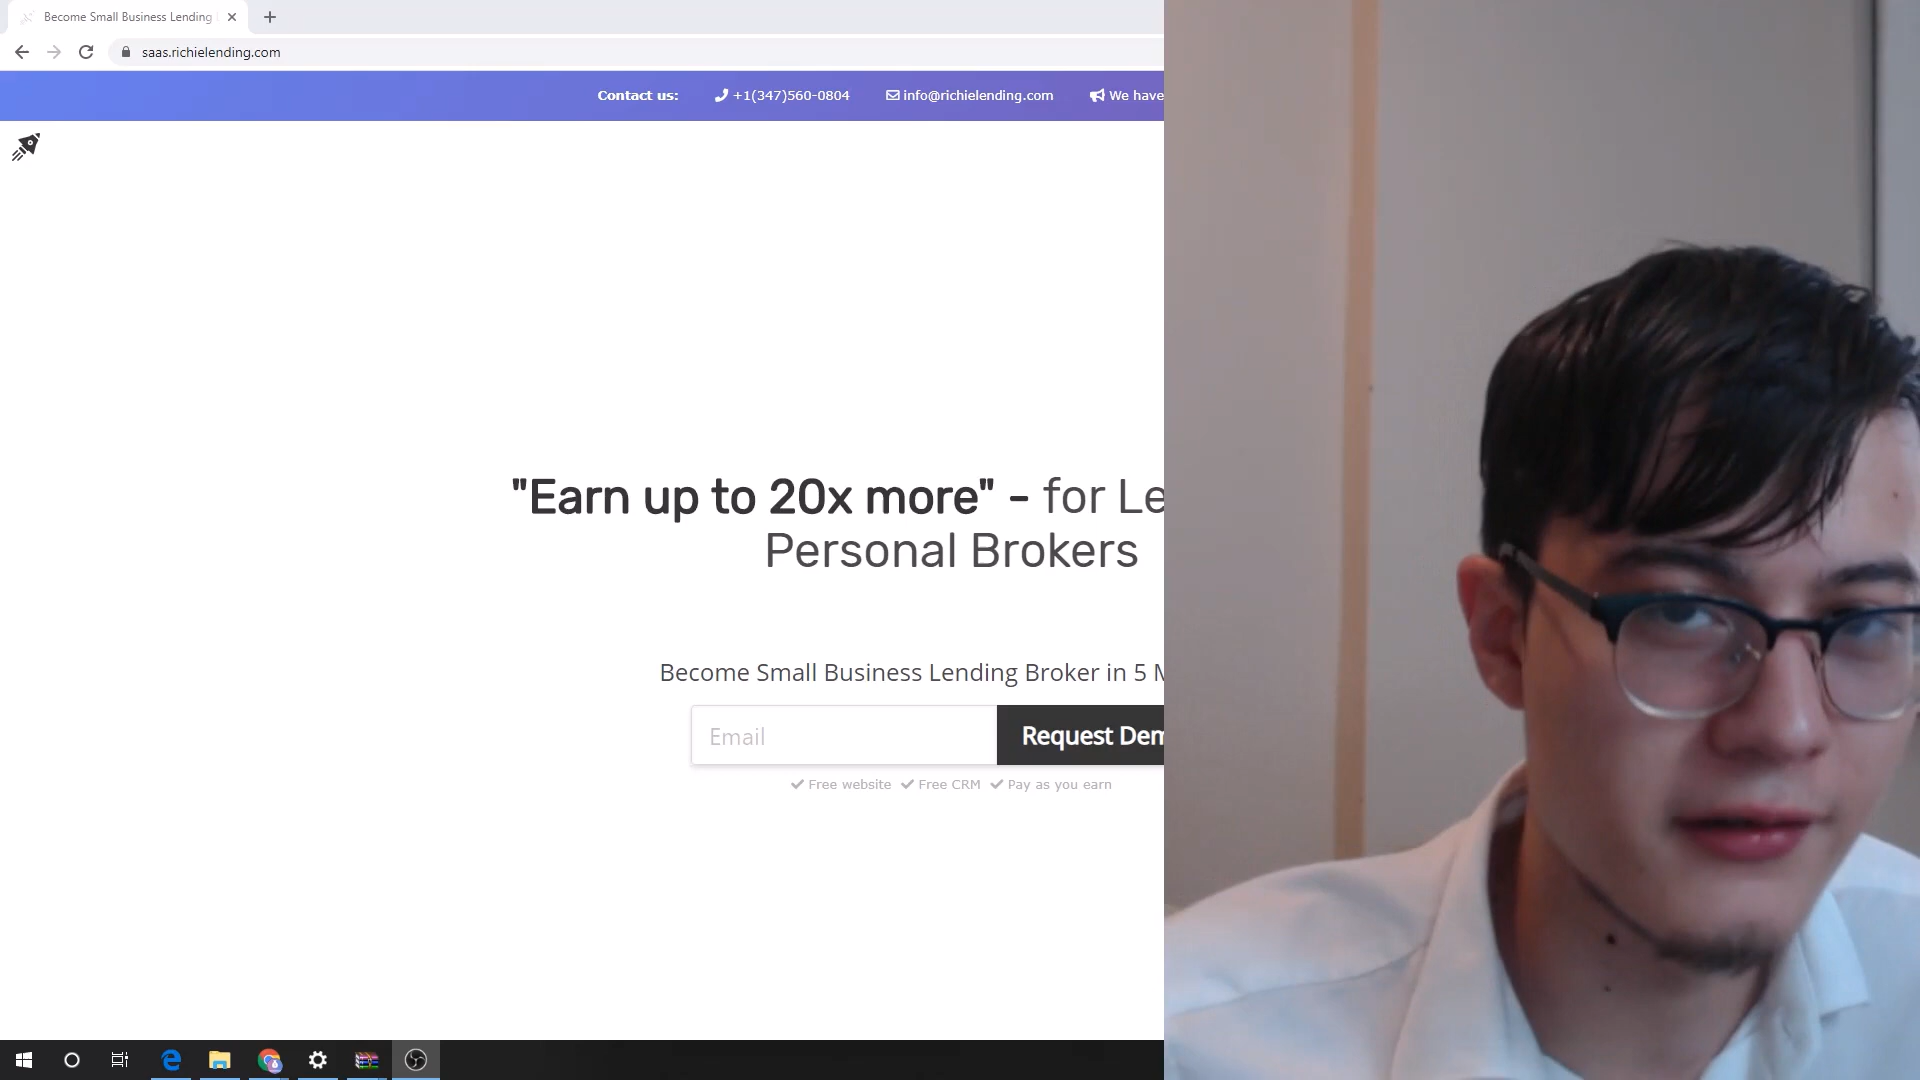 Become Small Business Lending
saas.richielending.com
Contact us: +1(347)560-0804 info@richielending.com We have
"Earn up to 20x more" - for Le
Personal Brokers
Become Small Business Lending Broker in 5 M
Email Request Dem
Free website Free CRM Pay as you earn